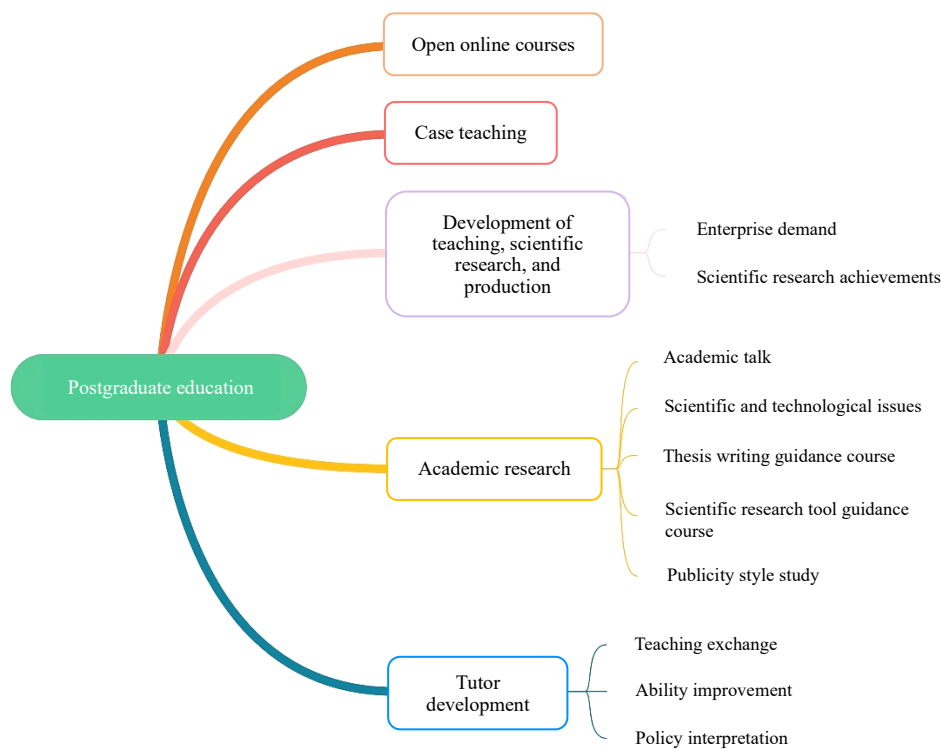 Open online courses
Case teaching
Development of
teaching, scientific
research, and
production
Enterprise demand
Scientific research achievements
Postgraduate education
Academic research
Academic talk
Scientific and technological issues
Thesis writing guidance course
Scientific research tool guidance
course
Publicity style study
Tutor
development
Teaching exchange
Ability improvement
Policy interpretation